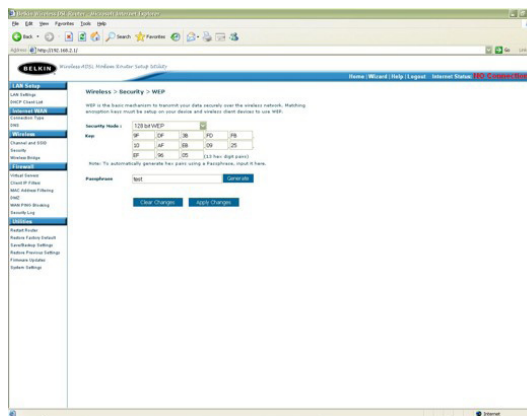 Belkin Wireless DSL Router - Microsoft Internet Explorer
File Edit View Favorites Tools Help
Back Search Favorites
Address http://192.168.2.1/ Go
BELKIN Wireless ADSL Modem Router Setup Utility
Home | Wizard | Help | Logout Internet Status: NO Connection
LAN Setup
LAN Settings
DHCP Client List
Internet WAN
Connection Type
DNS
Wireless
Channel and SSID
Security
Wireless Bridge
Firewall
Virtual Servers
Client IP Filters
MAC Address Filtering
DMZ
WAN Ping Blocking
Security Log
Utilities
Restart Router
Restore Factory Default
Save/Backup Settings
Restore Previous Settings
Firmware Updates
System Settings
Wireless > Security > WEP
WEP is the basic mechanism to transmit your data securely over the wireless network. Matching
encryption keys must be setup on your device and wireless client devices to use WEP.
Security Mode : 128 bit WEP
Key: 9F .DF .3B .FD .FB
10 .AF .EB .09 .25
EF .96 .05 (13 hex digit pairs)
Note: To automatically generate hex pairs using a Passphrase, input it here.
Passphrase test Generate
Clear Changes Apply Changes
Internet